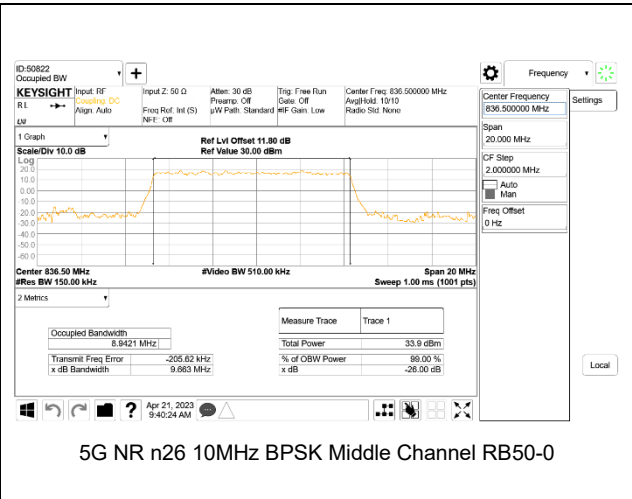 ID:50822
Occupied BW
+
Frequency
KEYSIGHT
Input: RF
Input Z: 50 Ω
Atten: 30 dB
Trig: Free Run
Center Freq: 836.500000 MHz
R L
Coupling: DC
Preamp: Off
Gate: Off
Avg|Hold: 10/10
Align: Auto
Freq Ref: Int (S)
µW Path: Standard
#IF Gain: Low
Radio Std: None
NFE: Off
1 Graph
Ref Lvl Offset 11.80 dB
Scale/Div 10.0 dB
Ref Value 30.00 dBm
Log
20.0
10.0
0.00
-10.0
-20.0
-30.0
-40.0
-50.0
-60.0
Center 836.50 MHz
#Video BW 510.00 kHz
Span 20 MHz
#Res BW 150.00 kHz
Sweep 1.00 ms (1001 pts)
2 Metrics
Measure Trace
Trace 1
Occupied Bandwidth
8.9421 MHz
Total Power
33.9 dBm
Transmit Freq Error
-205.62 kHz
% of OBW Power
99.00 %
x dB Bandwidth
9.663 MHz
x dB
-26.00 dB
Center Frequency
836.500000 MHz
Settings
Span
20.000 MHz
CF Step
2.000000 MHz
Auto
Man
Freq Offset
0 Hz
Local
?
Apr 21, 2023
9:40:24 AM
5G NR n26 10MHz BPSK Middle Channel RB50-0